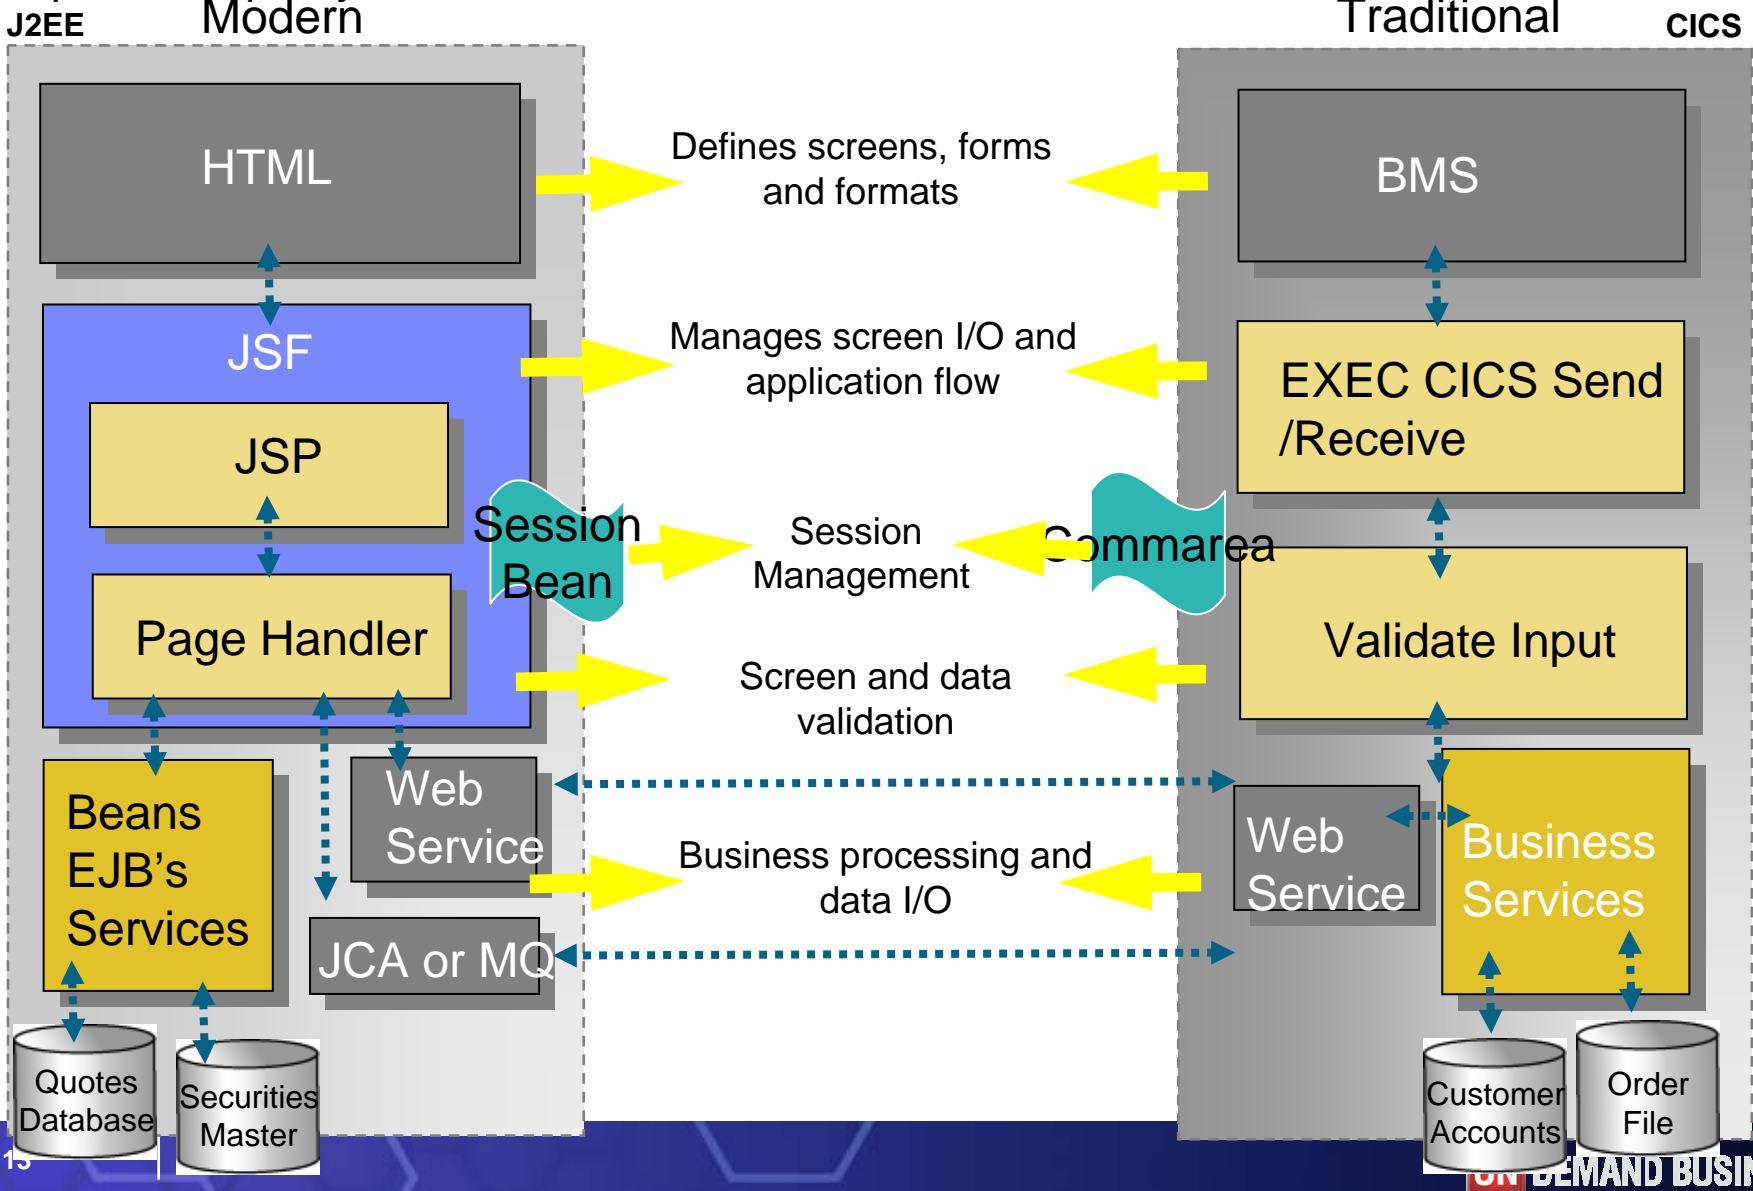 J2EE
Modern
Traditional
CICS
HTML
Defines screens, forms
and formats
BMS
JSF
Manages screen I/O and
application flow
EXEC CICS Send
/Receive
JSP
Session
Bean
Session
Management
Commarea
Page Handler
Screen and data
validation
Validate Input
Beans
EJB's
Services
Web
Service
Business processing and
data I/O
Web
Service
Business
Services
JCA or MQ
Quotes
Database
Securities
Master
Customer
Accounts
Order
File
13
DEMAND